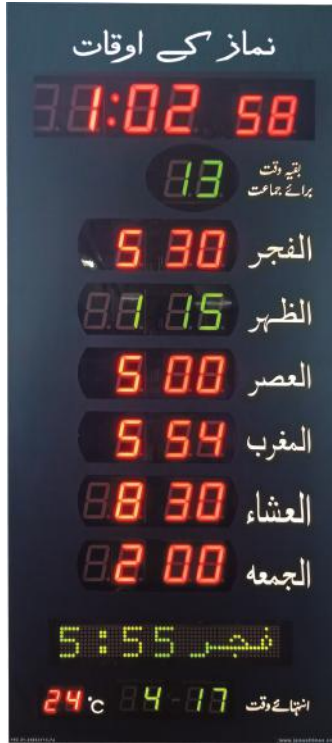 نماز کے اوقات
1:02 58
بقیہ وقت
برائے جماعت
13
الفجر 5 30
الظہر 1 15
العصر 5 00
المغرب 5 54
العشاء 8 30
الجمعه 2 00
فجر 5:55
انتہائے وقت 4-17
24°C